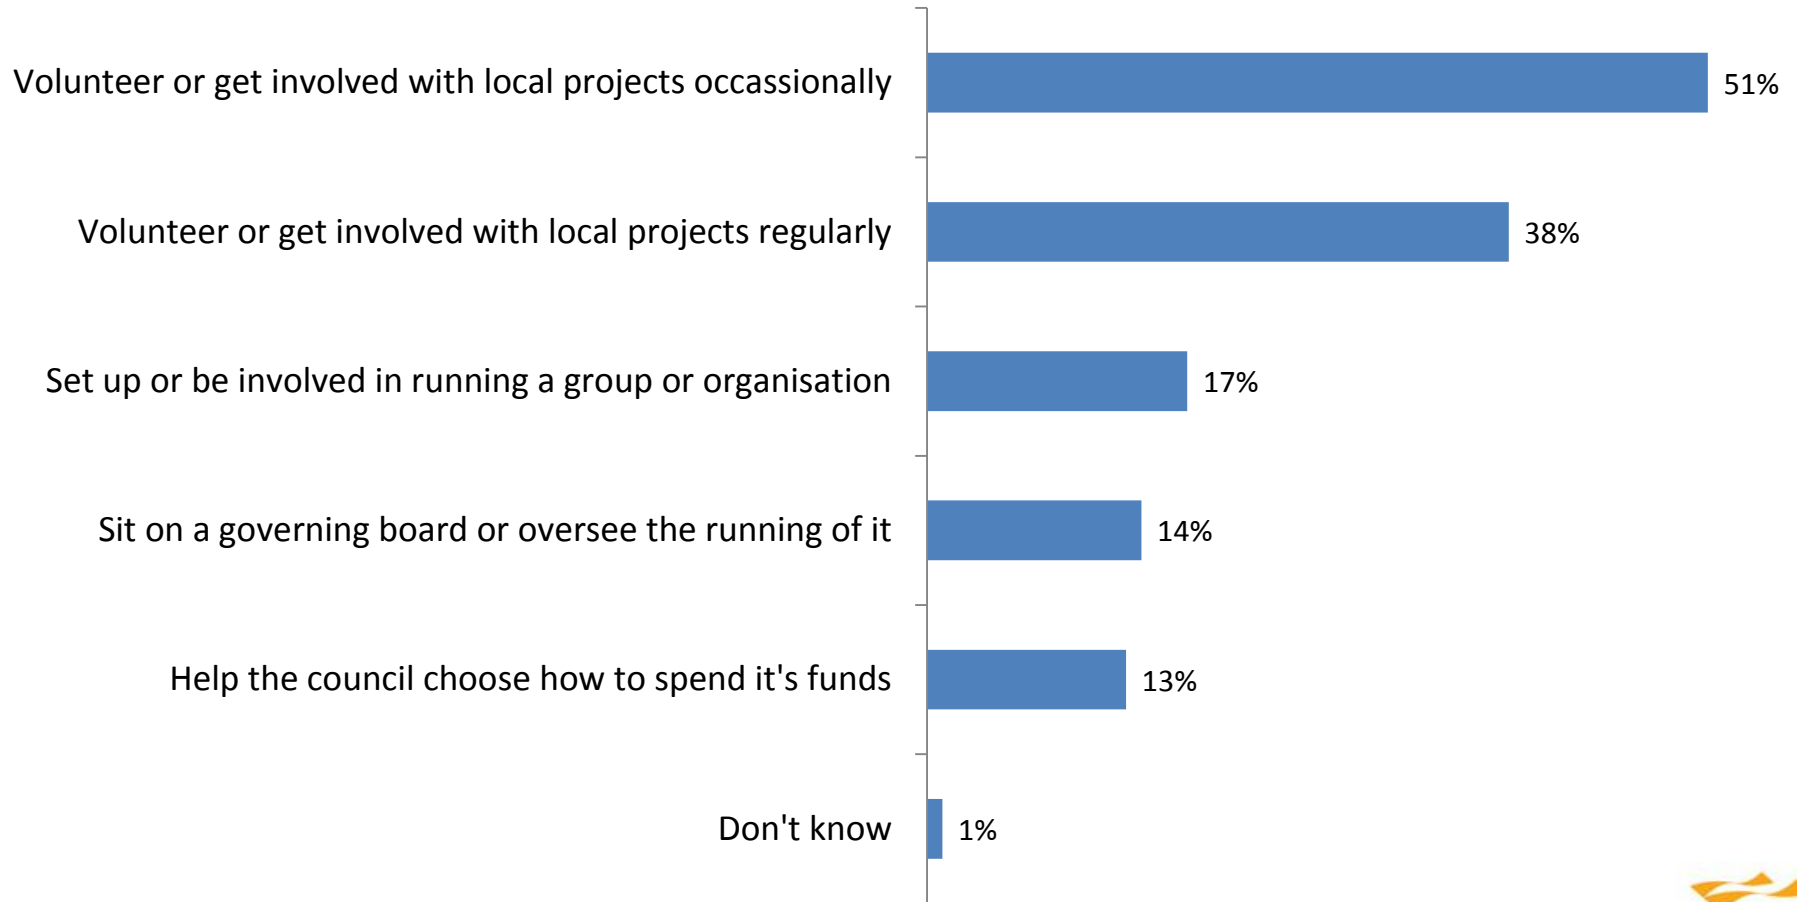 Volunteer or get involved with local projects occassionally 51%
Volunteer or get involved with local projects regularly 38%
Set up or be involved in running a group or organisation 17%
Sit on a governing board or oversee the running of it 14%
Help the council choose how to spend it's funds 13%
Don't know 1%